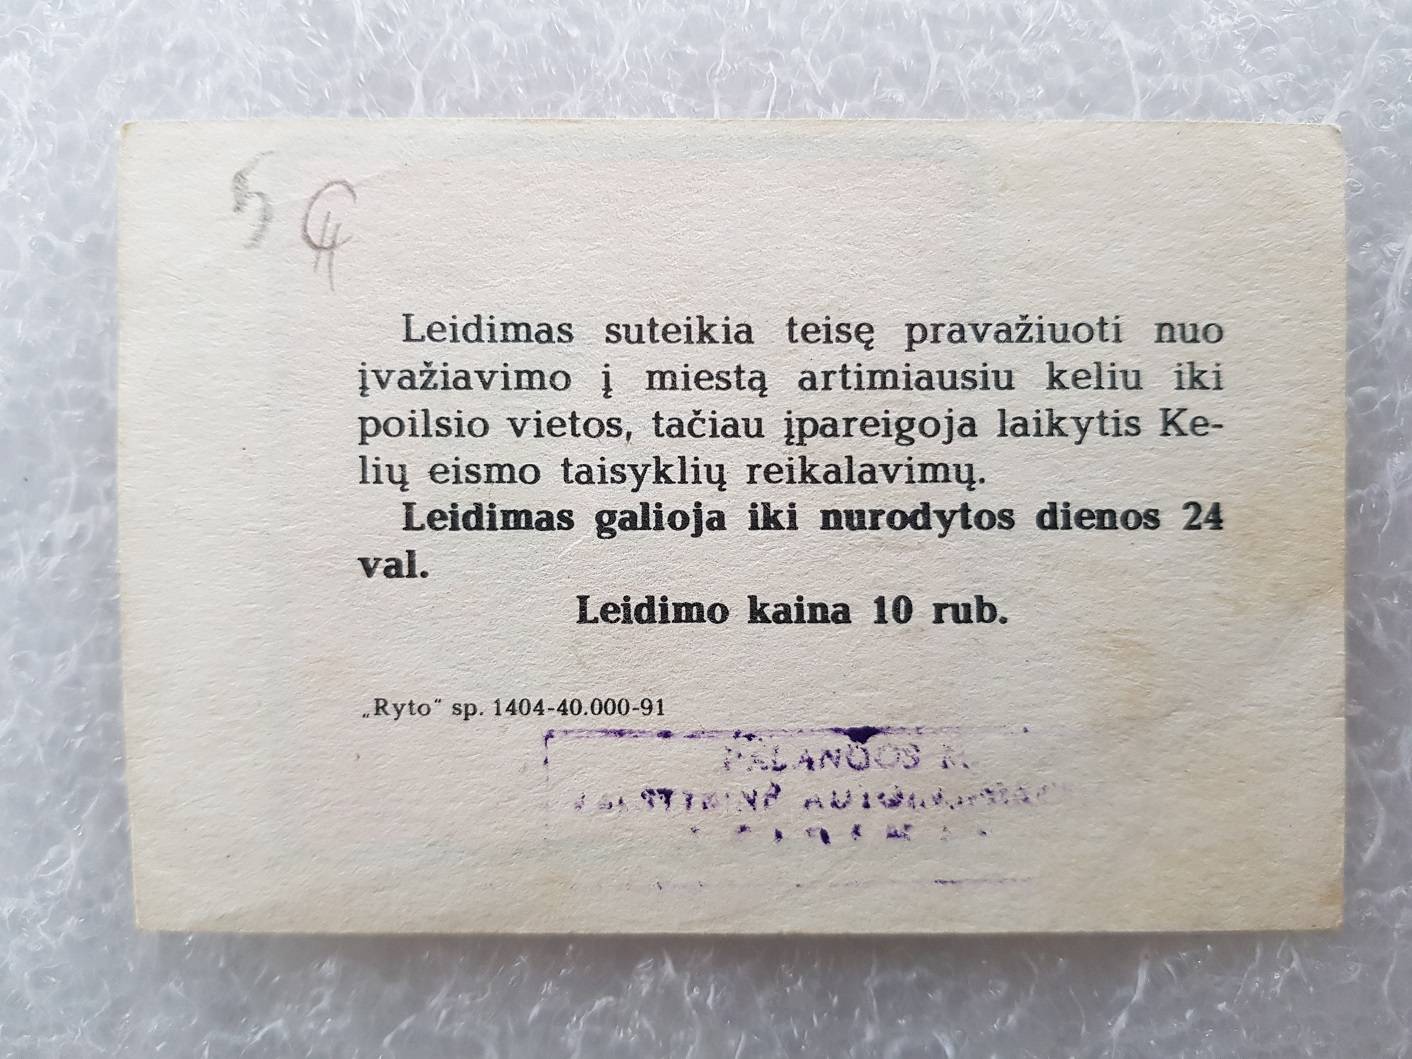 Leidimas suteikia teisę pravažiuoti nuo
įvažiavimo į miestą artimiausiu keliu iki
poilsio vietos, tačiau įpareigoja laikytis Ke-
lių eismo taisyklių reikalavimų.
Leidimas galioja iki nurodytos dienos 24
val.
Leidimo kaina 10 rub.
„Ryto“ sp. 1404-40.000-91